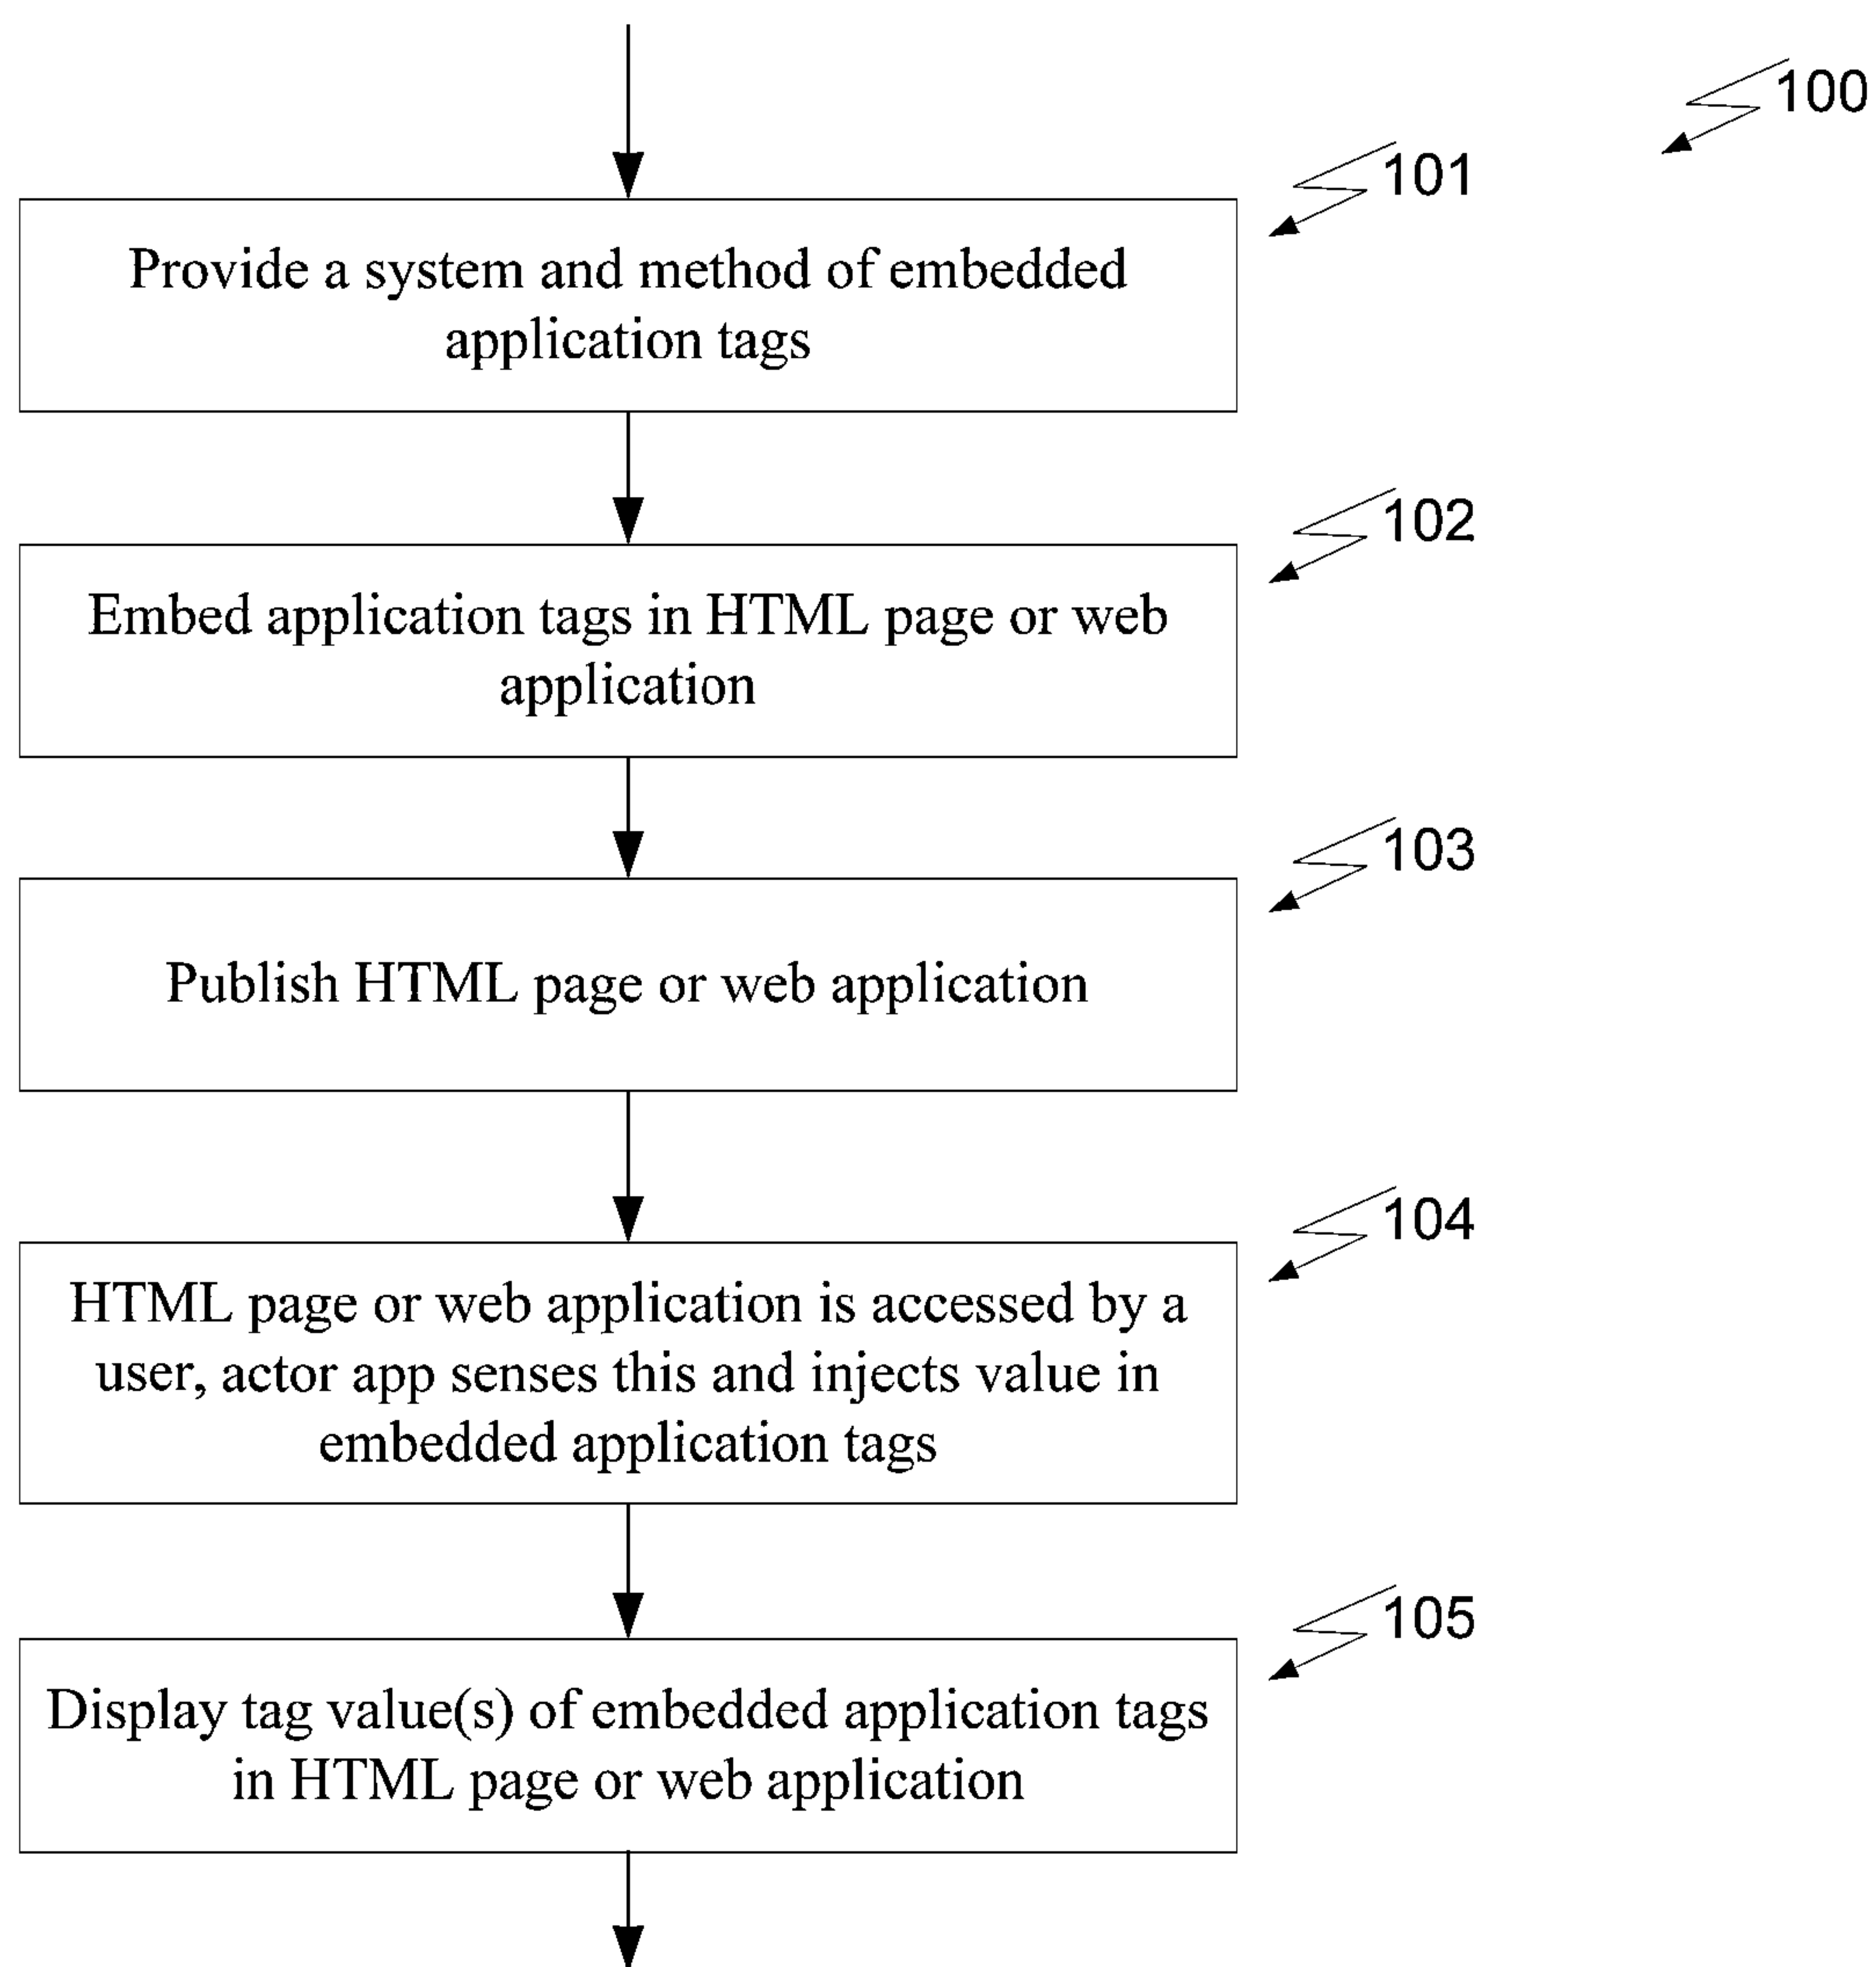 100
101
Provide a system and method of embedded
application tags
102
Embed application tags in HTML page or web
application
103
Publish HTML page or web application
104
HTML page or web application is accessed by a
user, actor app senses this and injects value in
embedded application tags
105
Display tag value(s) of embedded application tags
in HTML page or web application